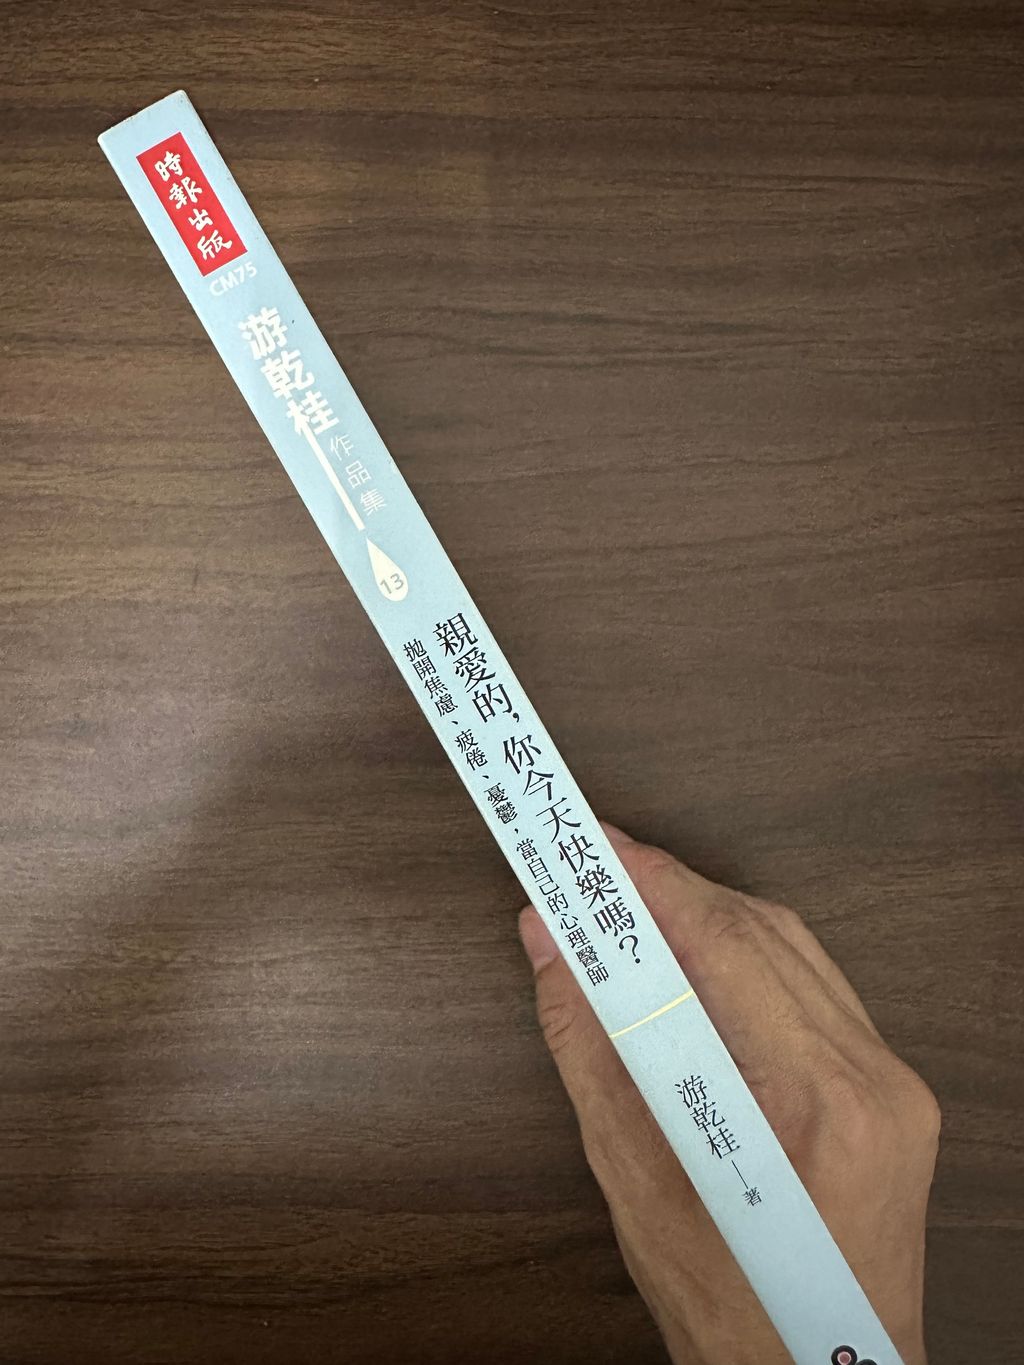 時報出版
CM75
游乾桂
作品集
13
親愛的，你今天快樂嗎？
拋開焦慮、疲倦、憂鬱，當自己的心理醫師
游乾桂—著